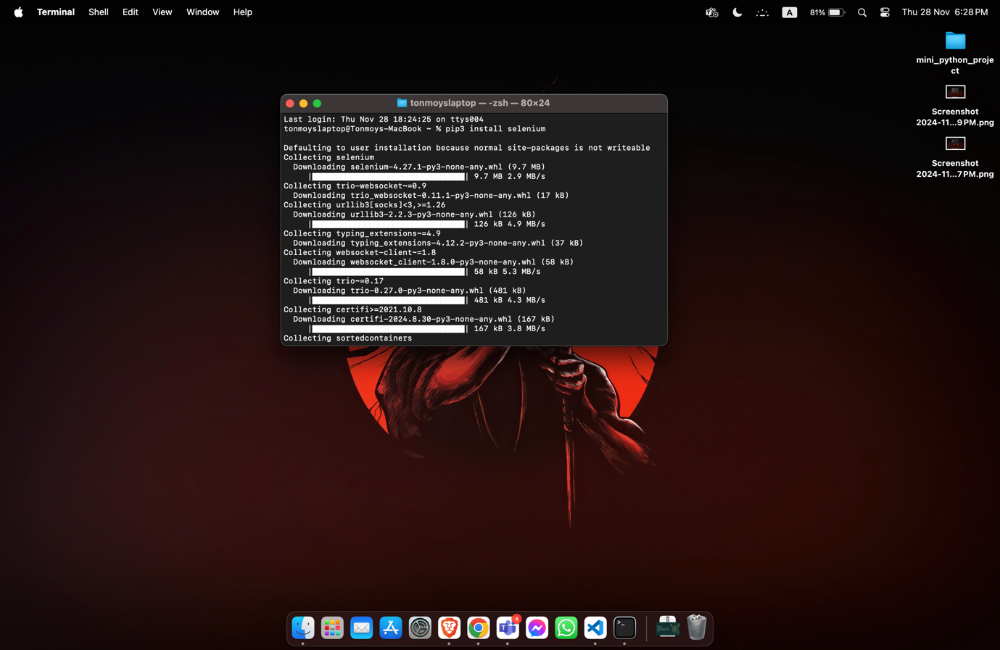 Terminal Shell Edit View Window Help A 81% Thu 28 Nov 6:28 PM
mini_python_proje
ct
Screenshot
2024-11...9 PM.png
Screenshot
2024-11...7 PM.png
tonmoyslaptop — -zsh — 80×24
Last login: Thu Nov 28 18:24:25 on ttys004
tonmoyslaptop@Tonmoys-MacBook ~ % pip3 install selenium
Defaulting to user installation because normal site-packages is not writeable
Collecting selenium
Downloading selenium-4.27.1-py3-none-any.whl (9.7 MB)
| | 9.7 MB 2.9 MB/s
Collecting trio-websocket~=0.9
Downloading trio_websocket-0.11.1-py3-none-any.whl (17 kB)
Collecting urllib3[socks]<3,>=1.26
Downloading urllib3-2.2.3-py3-none-any.whl (126 kB)
| | 126 kB 4.9 MB/s
Collecting typing_extensions~=4.9
Downloading typing_extensions-4.12.2-py3-none-any.whl (37 kB)
Collecting websocket-client~=1.8
Downloading websocket_client-1.8.0-py3-none-any.whl (58 kB)
| | 58 kB 5.3 MB/s
Collecting trio~=0.17
Downloading trio-0.27.0-py3-none-any.whl (481 kB)
| | 481 kB 4.3 MB/s
Collecting certifi>=2021.10.8
Downloading certifi-2024.8.30-py3-none-any.whl (167 kB)
| | 167 kB 3.8 MB/s
Collecting sortedcontainers
4